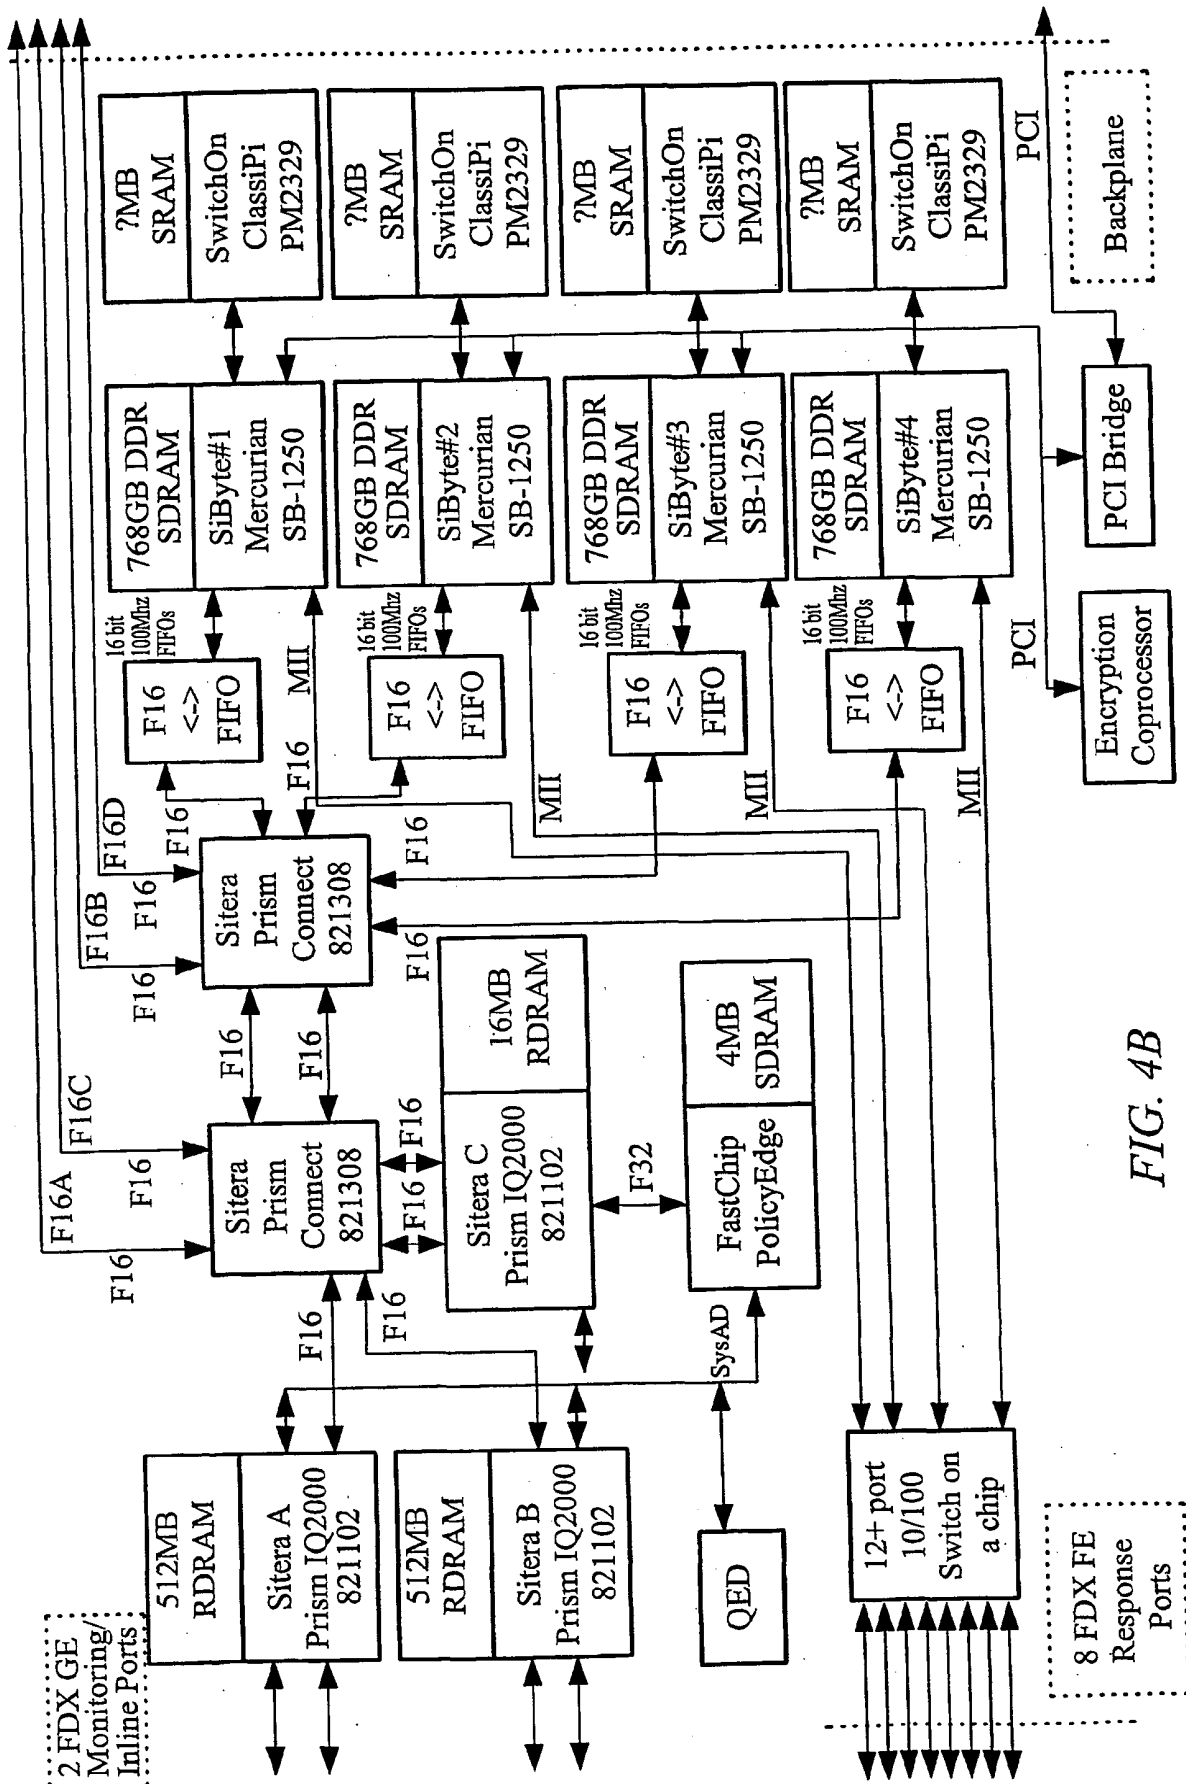 2 FDX GE
Monitoring/
Inline Ports
512MB
RDRAM
Sitera A
Prism IQ2000
821102
512MB
RDRAM
Sitera B
Prism IQ2000
821102
QED
12+ port
10/100
Switch on
a chip
8 FDX FE
Response
Ports
F16
F16
SysAD
F16A
F16
F16C
F16
Sitera
Prism
Connect
821308
F16
F16
Sitera C
Prism IQ2000
821102
16MB
RDRAM
F32
FastChip
PolicyEdge
4MB
SDRAM
F16
F16
F16B
F16
F16D
F16
Sitera
Prism
Connect
821308
F16
F16
F16
F16
F16
<->
FIFO
16 bit
100Mhz
FIFOs
MII
F16
<->
FIFO
16 bit
100Mhz
FIFOs
MII
F16
<->
FIFO
16 bit
100Mhz
FIFOs
MII
F16
<->
FIFO
16 bit
100Mhz
FIFOs
MII
768GB DDR
SDRAM
SiByte#1
Mercurian
SB-1250
768GB DDR
SDRAM
SiByte#2
Mercurian
SB-1250
768GB DDR
SDRAM
SiByte#3
Mercurian
SB-1250
768GB DDR
SDRAM
SiByte#4
Mercurian
SB-1250
PCI
Encryption
Coprocessor
PCI Bridge
?MB
SRAM
SwitchOn
ClassiPi
PM2329
?MB
SRAM
SwitchOn
ClassiPi
PM2329
?MB
SRAM
SwitchOn
ClassiPi
PM2329
?MB
SRAM
SwitchOn
ClassiPi
PM2329
PCI
Backplane
FIG. 4B